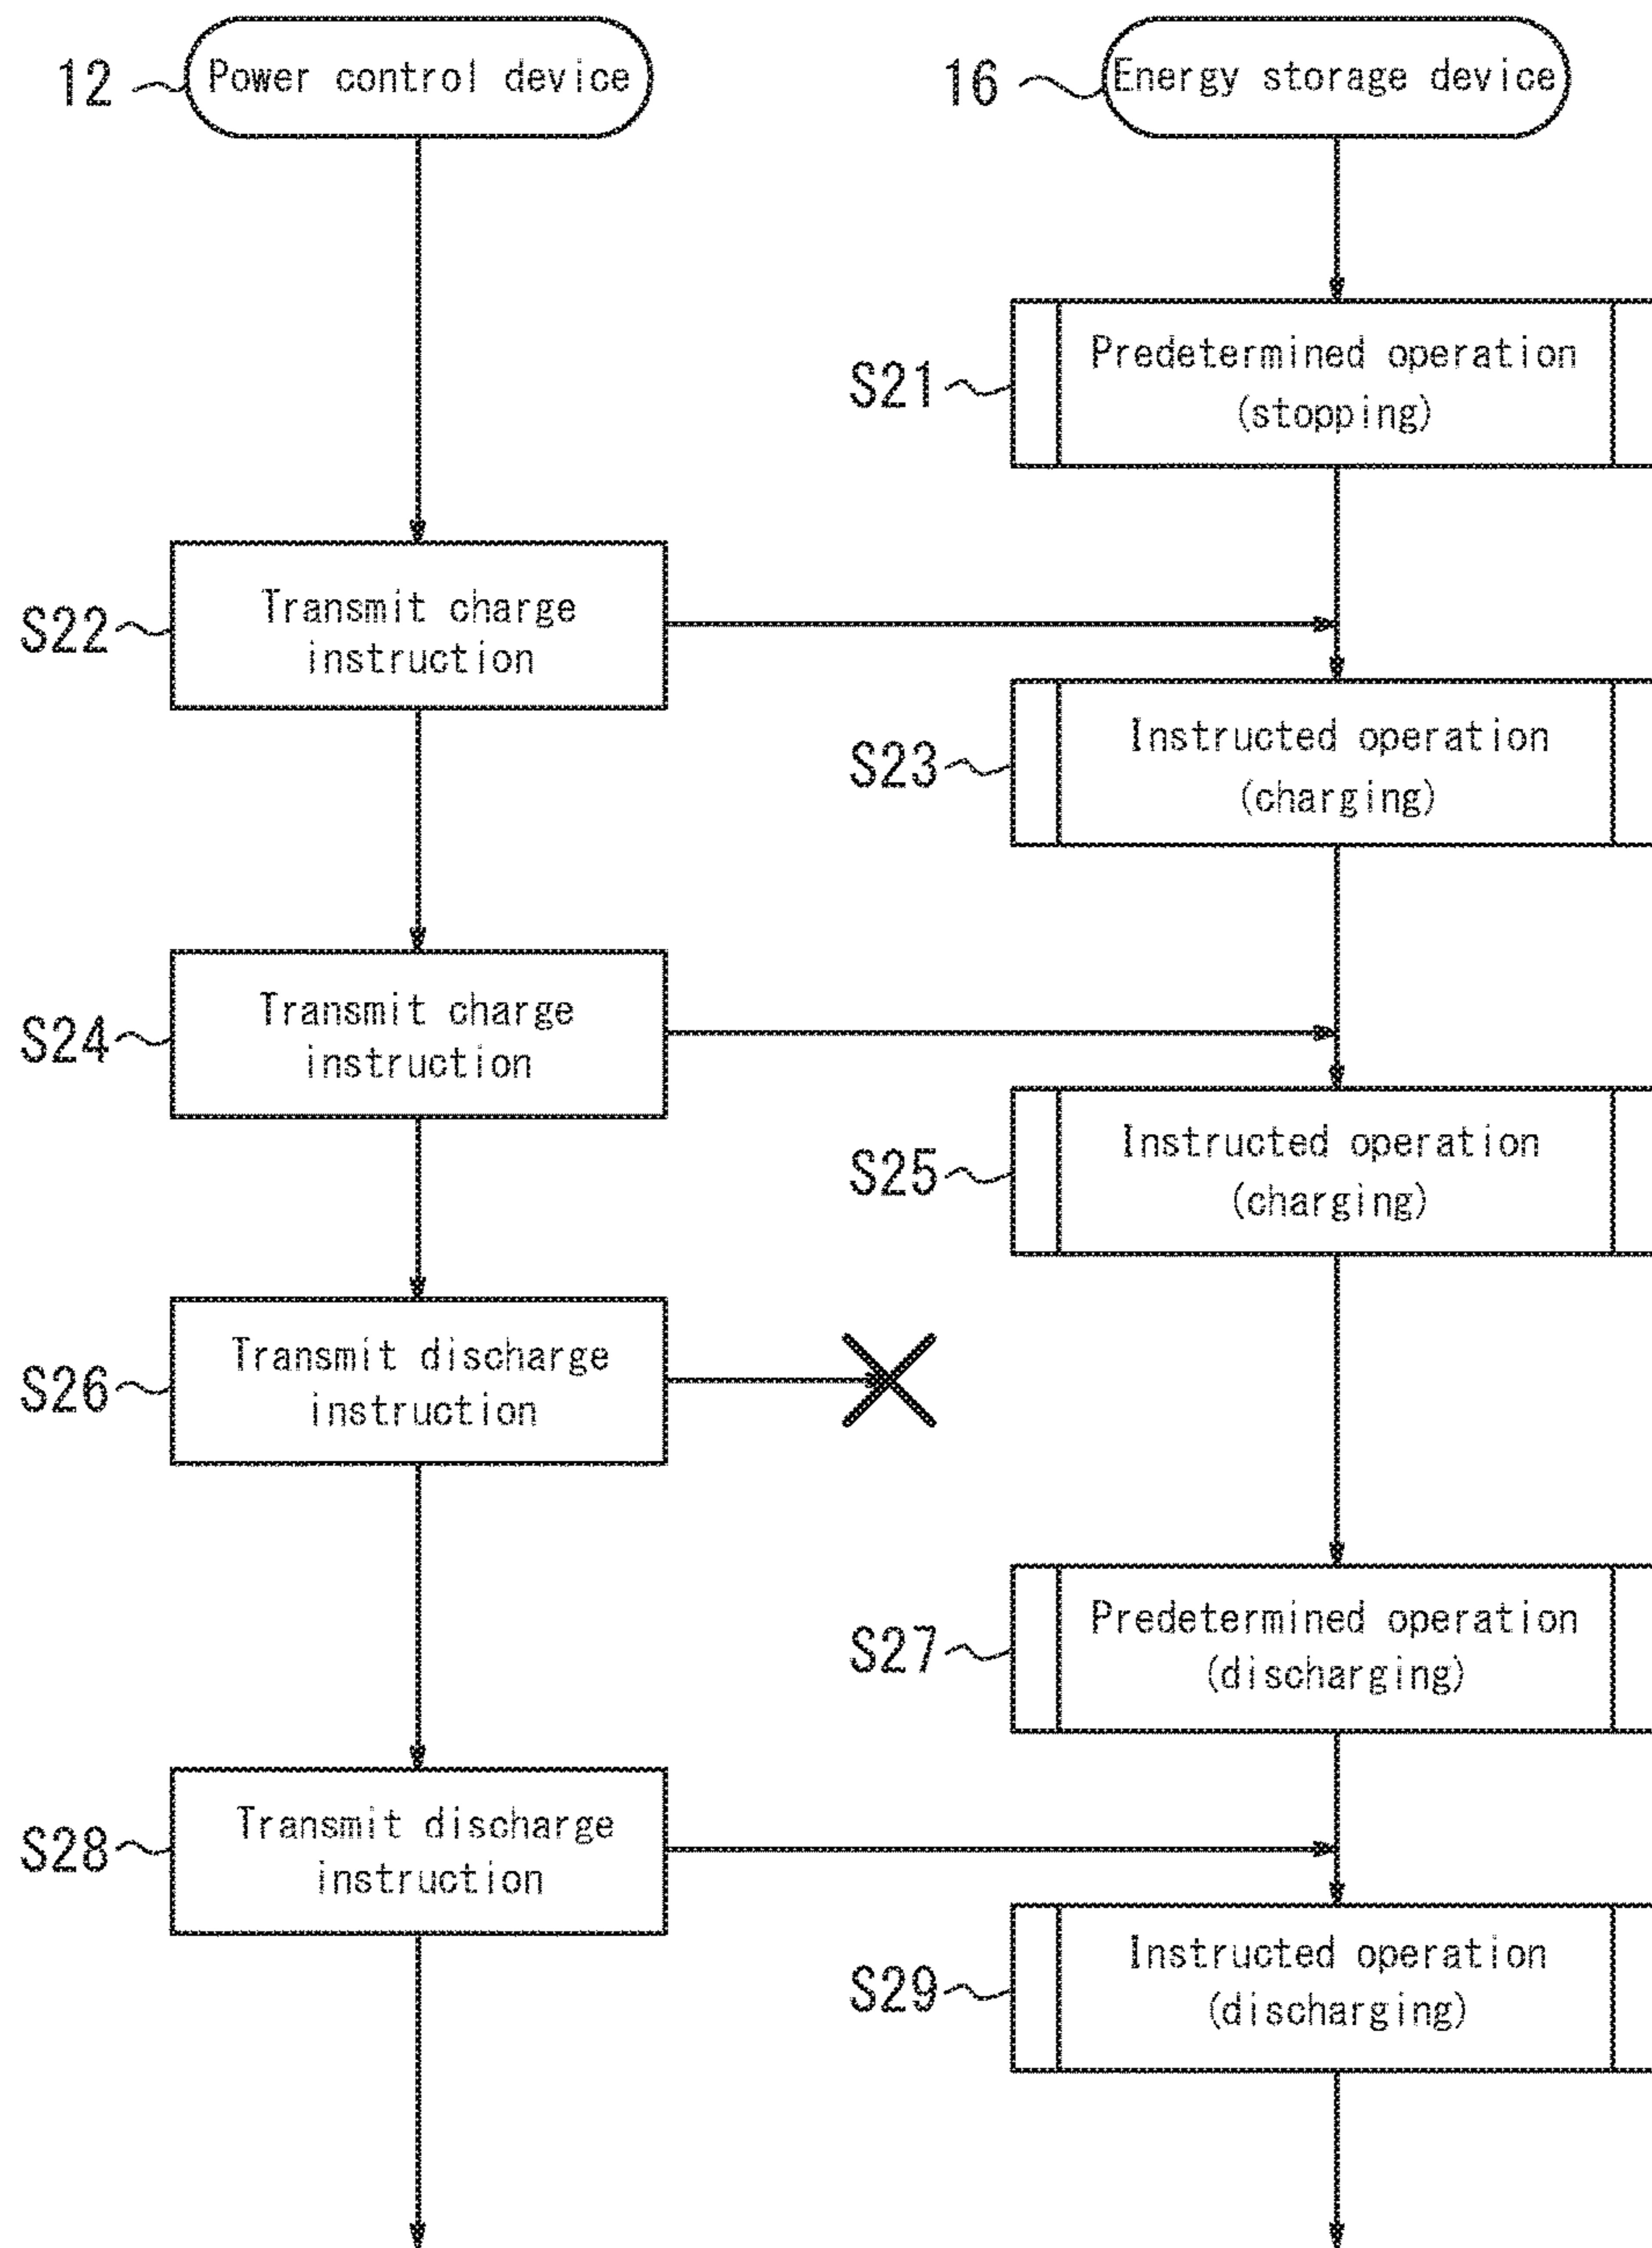 12
Power control device
16
Energy storage device
S21
Predetermined operation
(stopping)
S22
Transmit charge
instruction
S23
Instructed operation
(charging)
S24
Transmit charge
instruction
S25
Instructed operation
(charging)
S26
Transmit discharge
instruction
S27
Predetermined operation
(discharging)
S28
Transmit discharge
instruction
S29
Instructed operation
(discharging)